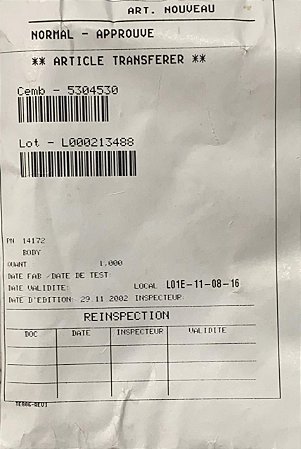 ART. NOUVEAU
NORMAL - APPROUVE
** ARTICLE TRANSFERER **
Cemb - 5304530
Lot - L000213488
PN 14172
BODY
QUANT 1.000
DATE FAB /DATE DE TEST:
DATE VALIDITE: LOCAL L01E-11-08-16
DATE D'EDITION: 29 11 2002 INSPECTEUR:
REINSPECTION
DOC DATE INSPECTEUR VALIDITE